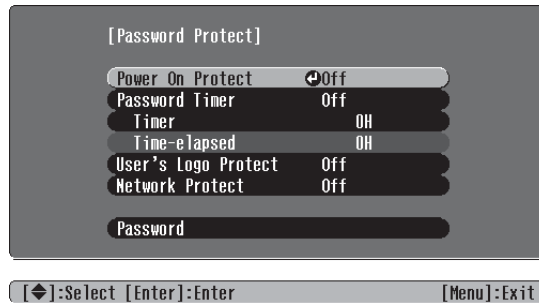 [Password Protect]
Power On Protect Off
Password Timer Off
Timer 0H
Time-elapsed 0H
User's Logo Protect Off
Network Protect Off
Password
[◆]:Select [Enter]:Enter [Menu]:Exit